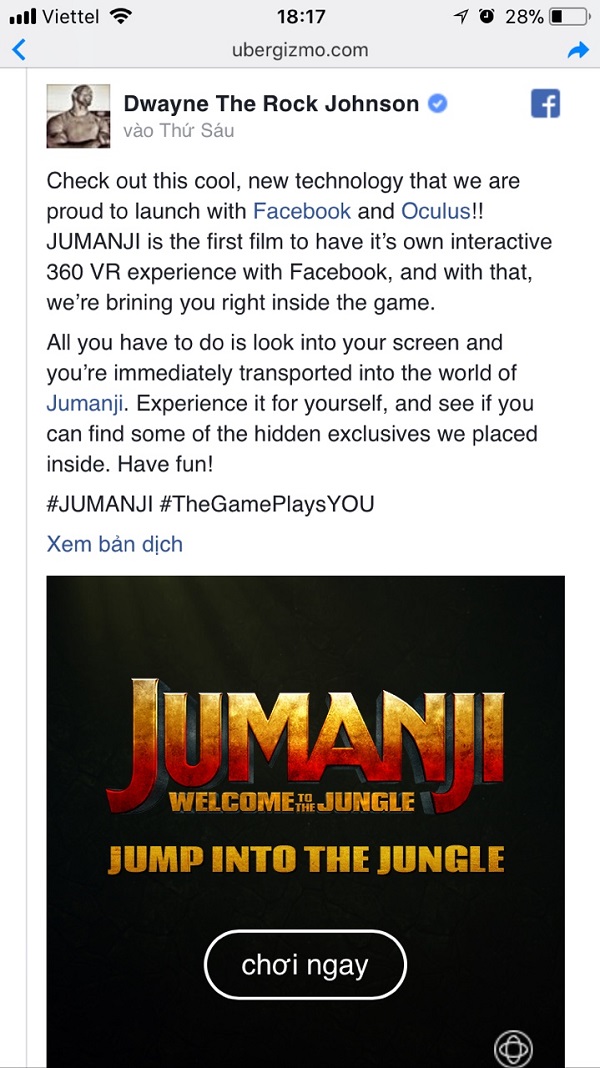 Viettel 18:17 28%
ubergizmo.com
Dwayne The Rock Johnson
vào Thứ Sáu
Check out this cool, new technology that we are
proud to launch with Facebook and Oculus!!
JUMANJI is the first film to have it's own interactive
360 VR experience with Facebook, and with that,
we're brining you right inside the game.
All you have to do is look into your screen and
you're immediately transported into the world of
Jumanji. Experience it for yourself, and see if you
can find some of the hidden exclusives we placed
inside. Have fun!
#JUMANJI #TheGamePlaysYOU
Xem bản dịch
JUMANJI
WELCOME TO THE JUNGLE
JUMP INTO THE JUNGLE
chơi ngay